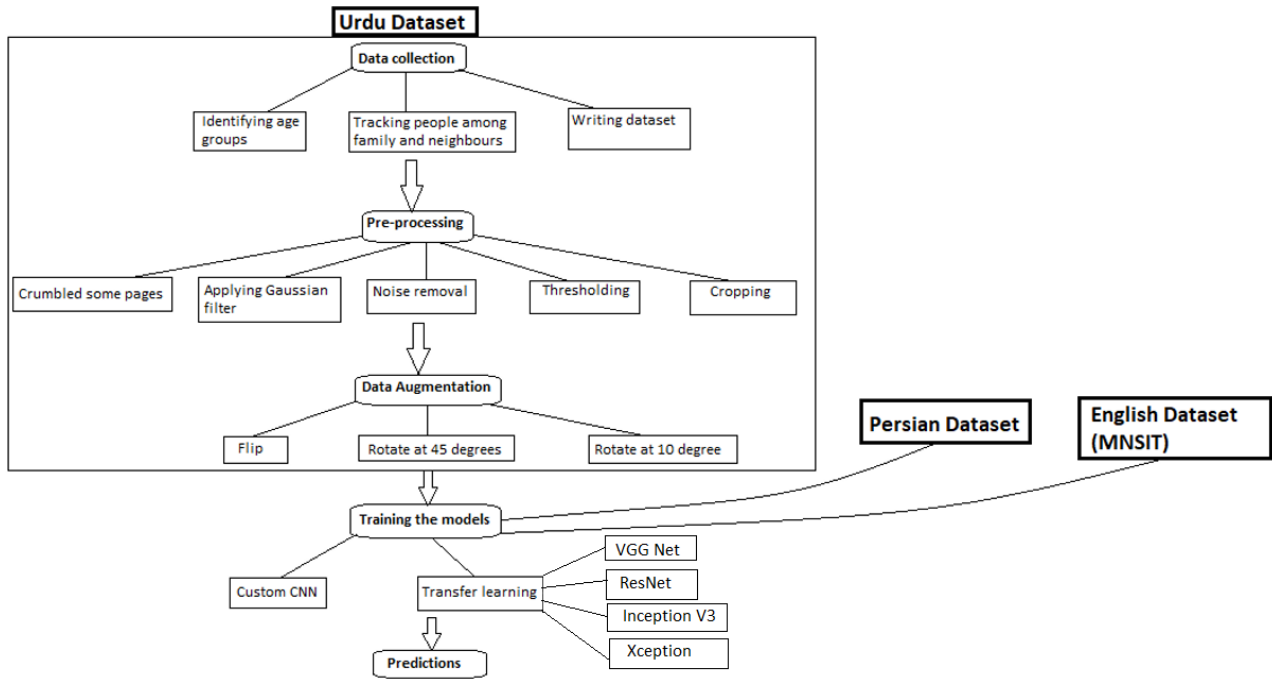 Urdu Dataset
Data collection
Identifying age
groups
Tracking people among
family and neighbours
Writing dataset
Pre-processing
Crumbled some pages
Applying Gaussian
filter
Noise removal
Thresholding
Cropping
Data Augmentation
Flip
Rotate at 45 degrees
Rotate at 10 degree
Persian Dataset
English Dataset
(MNSIT)
Training the models
Custom CNN
Transfer learning
VGG Net
ResNet
Inception V3
Xception
Predictions